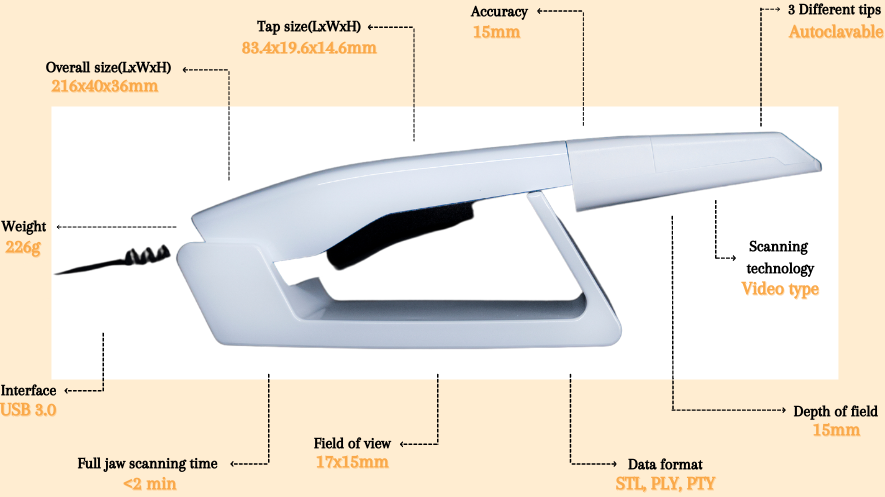 3 Different tips
Autoclavable
Accuracy
15mm
Tap size(LxWxH)
83.4x19.6x14.6mm
Overall size(LxWxH)
216x40x36mm
Weight
226g
Scanning
technology
Video type
Interface
USB 3.0
Depth of field
15mm
Field of view
17x15mm
Full jaw scanning time
<2 min
Data format
STL, PLY, PTY